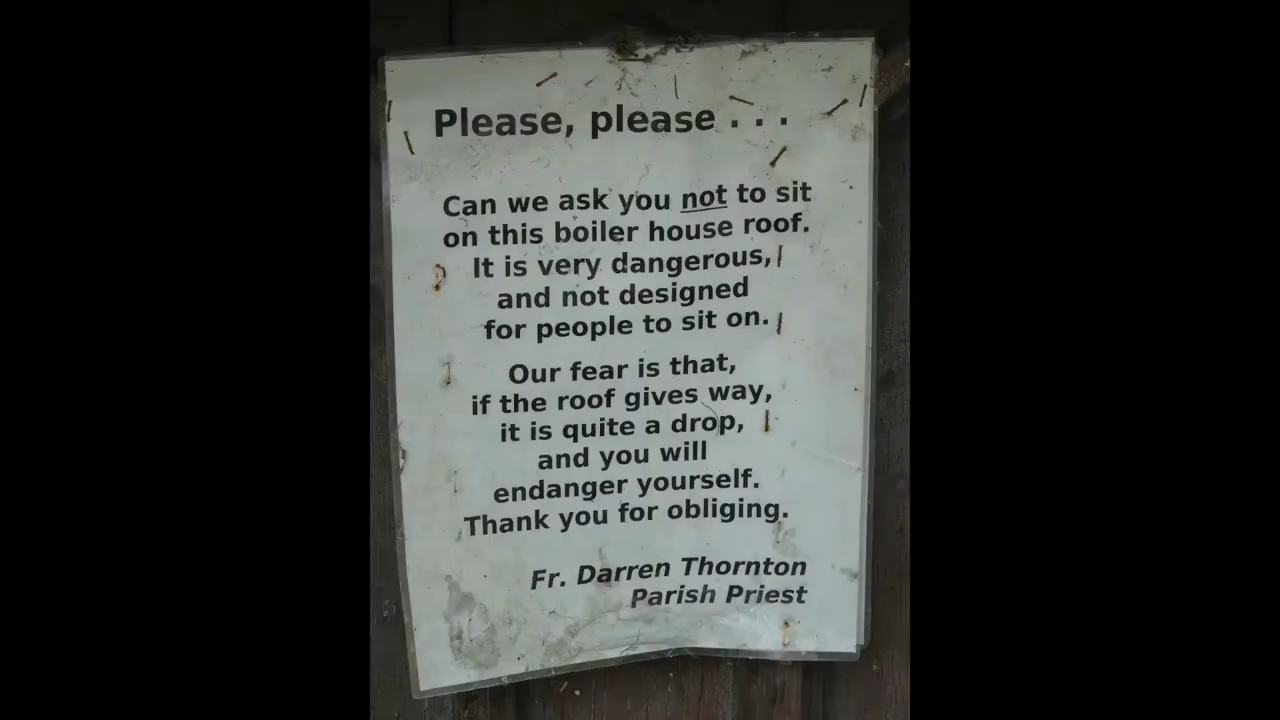 Please, please . . .
Can we ask you not to sit
on this boiler house roof.
It is very dangerous,
and not designed
for people to sit on.
Our fear is that,
if the roof gives way,
it is quite a drop,
and you will
endanger yourself.
Thank you for obliging.
Fr. Darren Thornton
Parish Priest